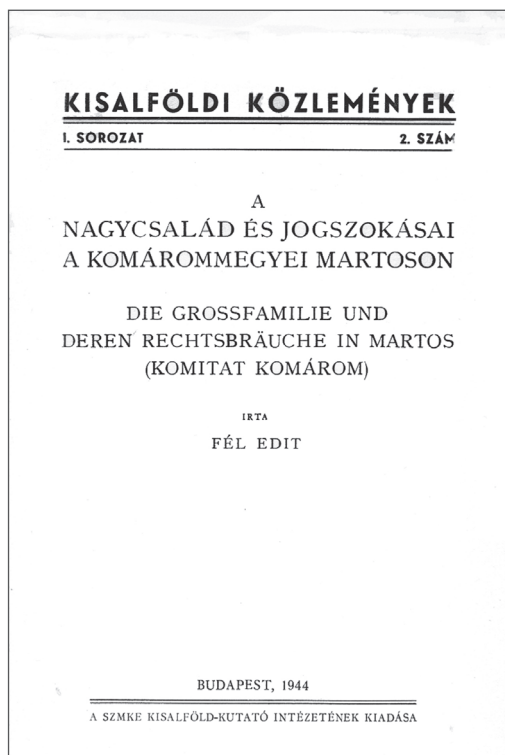 KISALFÖLDI KÖZLEMÉNYEK
I. SOROZAT 2. SZÁM
A
NAGYCSALÁD ÉS JOGSZOKÁSAI
A KOMÁROMMEGYEI MARTOSON
DIE GROSSFAMILIE UND
DEREN RECHTSBRÄUCHE IN MARTOS
(KOMITAT KOMÁROM)
IRTA
FÉL EDIT
BUDAPEST, 1944
A SZMKE KISALFÖLD-KUTATÓ INTÉZETÉNEK KIADÁSA